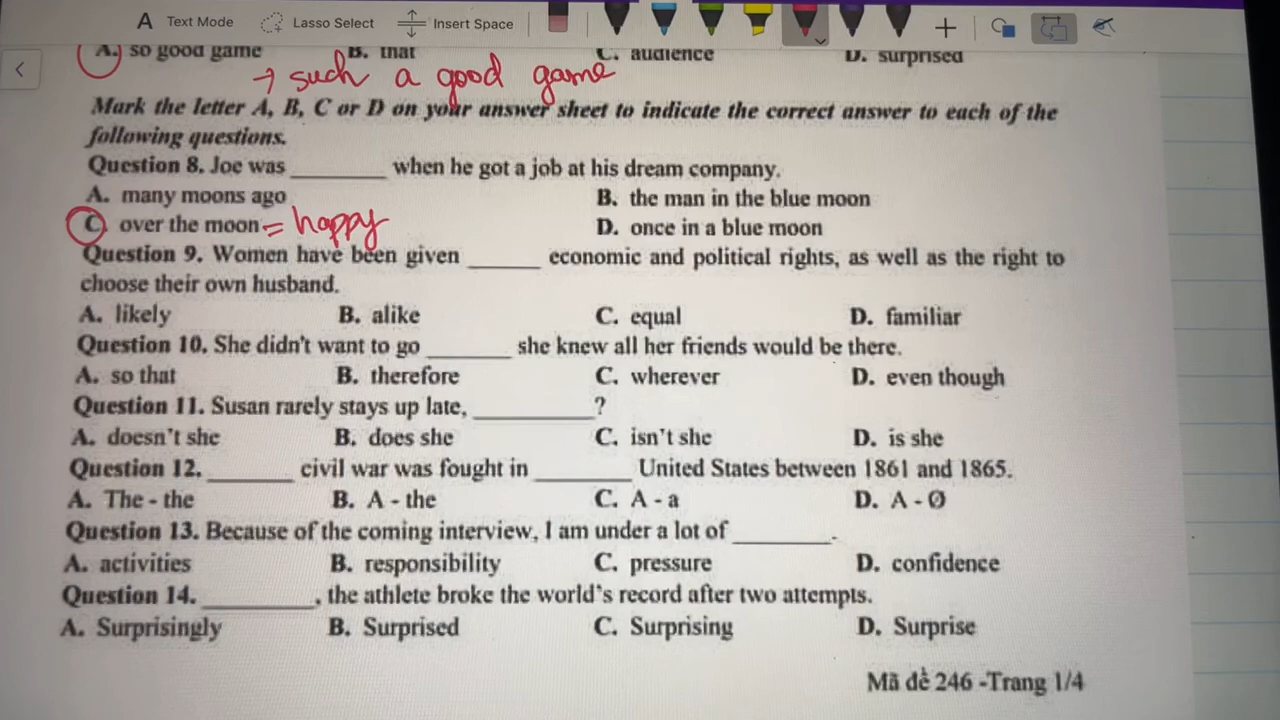 A Text Mode Lasso Select Insert Space
A. so good game B. that C. audience D. surprised
→ such a good game
Mark the letter A, B, C or D on your answer sheet to indicate the correct answer to each of the
following questions.
Question 8. Joe was ________ when he got a job at his dream company.
A. many moons ago B. the man in the blue moon
C. over the moon = happy D. once in a blue moon
Question 9. Women have been given ______ economic and political rights, as well as the right to
choose their own husband.
A. likely B. alike C. equal D. familiar
Question 10. She didn't want to go _______ she knew all her friends would be there.
A. so that B. therefore C. wherever D. even though
Question 11. Susan rarely stays up late, __________?
A. doesn't she B. does she C. isn't she D. is she
Question 12. _______ civil war was fought in ________ United States between 1861 and 1865.
A. The - the B. A - the C. A - a D. A - Ø
Question 13. Because of the coming interview, I am under a lot of ________.
A. activities B. responsibility C. pressure D. confidence
Question 14. _________, the athlete broke the world's record after two attempts.
A. Surprisingly B. Surprised C. Surprising D. Surprise
Mã đề 246 -Trang 1/4